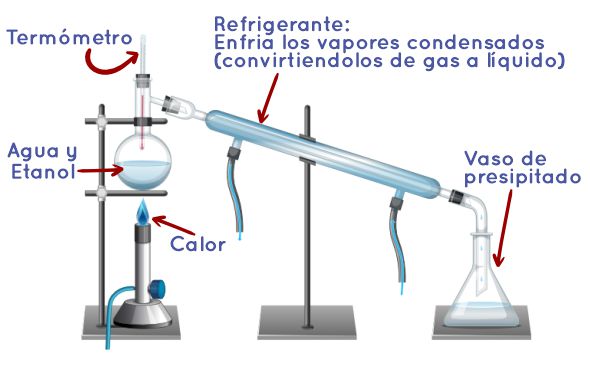 Termómetro
Refrigerante:
Enfria los vapores condensados
(convirtiendolos de gas a líquido)
Agua y
Etanol
Calor
Vaso de
presipitado